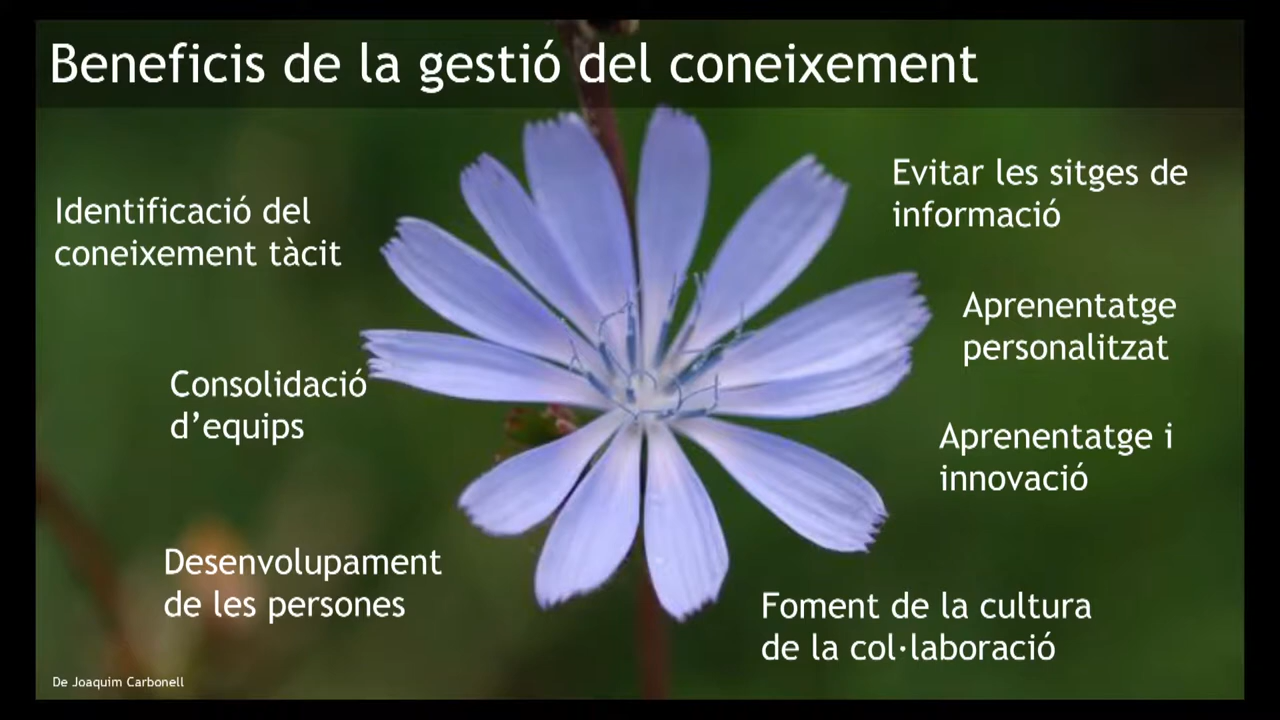 Beneficis de la gestió del coneixement
Identificació del
coneixement tàcit
Consolidació
d’equips
Desenvolupament
de les persones
Evitar les sitges de
informació
Aprenentatge
personalitzat
Aprenentatge i
innovació
Foment de la cultura
de la col·laboració
De Joaquim Carbonell